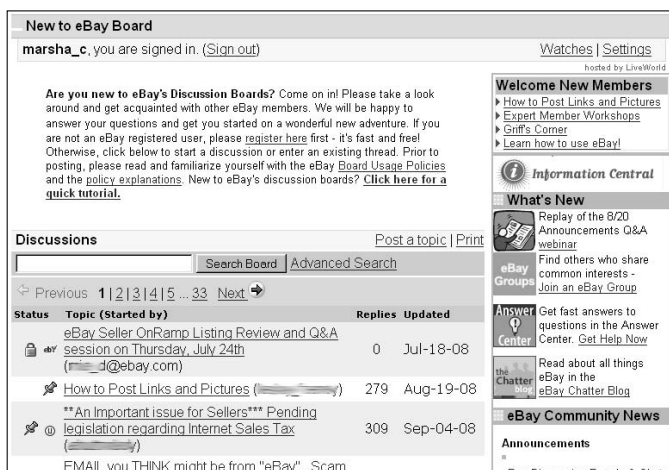 New to eBay Board
marsha_c, you are signed in. (Sign out)
Watches | Settings
hosted by LiveWorld
Are you new to eBay's Discussion Boards? Come on in! Please take a look
around and get acquainted with other eBay members. We will be happy to
answer your questions and get you started on a wonderful new adventure. If you
are not an eBay registered user, please register here first - it's fast and free!
Otherwise, click below to start a discussion or enter an existing thread. Prior to
posting, please read and familiarize yourself with the eBay Board Usage Policies
and the policy explanations. New to eBay's discussion boards? Click here for a
quick tutorial.
Discussions
Post a topic | Print
Search Board Advanced Search
Previous 1 | 2 | 3 | 4 | 5 ... 33 Next
Status Topic (Started by) Replies Updated
eBay Seller OnRamp Listing Review and Q&A
session on Thursday, July 24th 0 Jul-18-08
d@ebay.com)
How to Post Links and Pictures 279 Aug-19-08
**An Important issue for Sellers*** Pending
legislation regarding Internet Sales Tax 309 Sep-04-08
EMAIL you THINK might be from "eBay" Scam
Welcome New Members
How to Post Links and Pictures
Expert Member Workshops
Griff's Corner
Learn how to use eBay!
Information Central
What's New
Replay of the 8/20
Announcements Q&A
webinar
eBay
Groups
Find others who share
common interests -
Join an eBay Group
Answer
Center
Get fast answers to
questions in the Answer
Center. Get Help Now
the
Chatter
Read about all things
eBay in the
eBay Chatter Blog
eBay Community News
Announcements